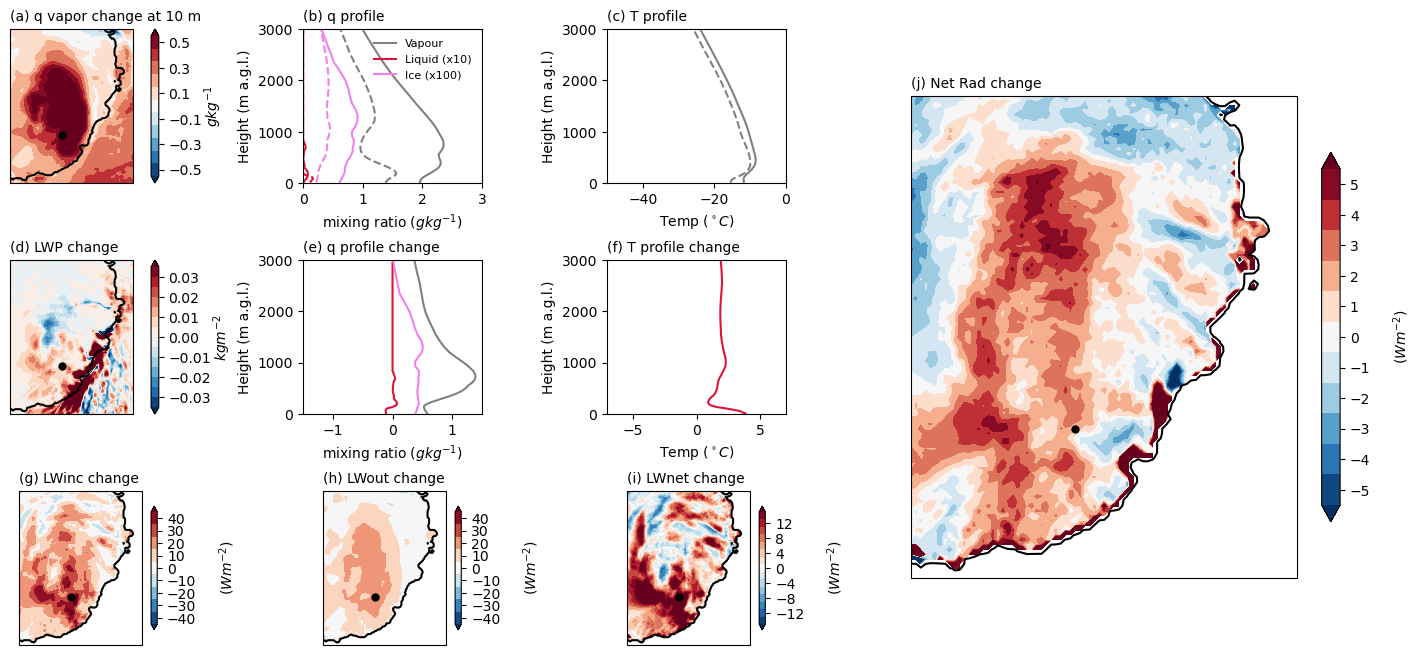 (a) q vapor change at 10 m
0.5
0.3
0.1
−0.1
−0.3
−0.5
gkg⁻¹
(b) q profile
Height (m a.g.l.)
3000
2000
1000
0
Vapour
Liquid (x10)
Ice (x100)
0 1 2 3
mixing ratio (gkg⁻¹)
(c) T profile
Height (m a.g.l.)
3000
2000
1000
0
−40 −20 0
Temp (°C)
(d) LWP change
0.03
0.02
0.01
0.00
−0.01
−0.02
−0.03
kgm⁻²
(e) q profile change
Height (m a.g.l.)
3000
2000
1000
0
−1 0 1
mixing ratio (gkg⁻¹)
(f) T profile change
Height (m a.g.l.)
3000
2000
1000
0
−5 0 5
Temp (°C)
(g) LWinc change
40
30
20
10
0
−10
−20
−30
−40
(Wm⁻²)
(h) LWout change
40
30
20
10
0
−10
−20
−30
−40
(Wm⁻²)
(i) LWnet change
12
8
4
0
−4
−8
−12
(Wm⁻²)
(j) Net Rad change
5
4
3
2
1
0
−1
−2
−3
−4
−5
(Wm⁻²)